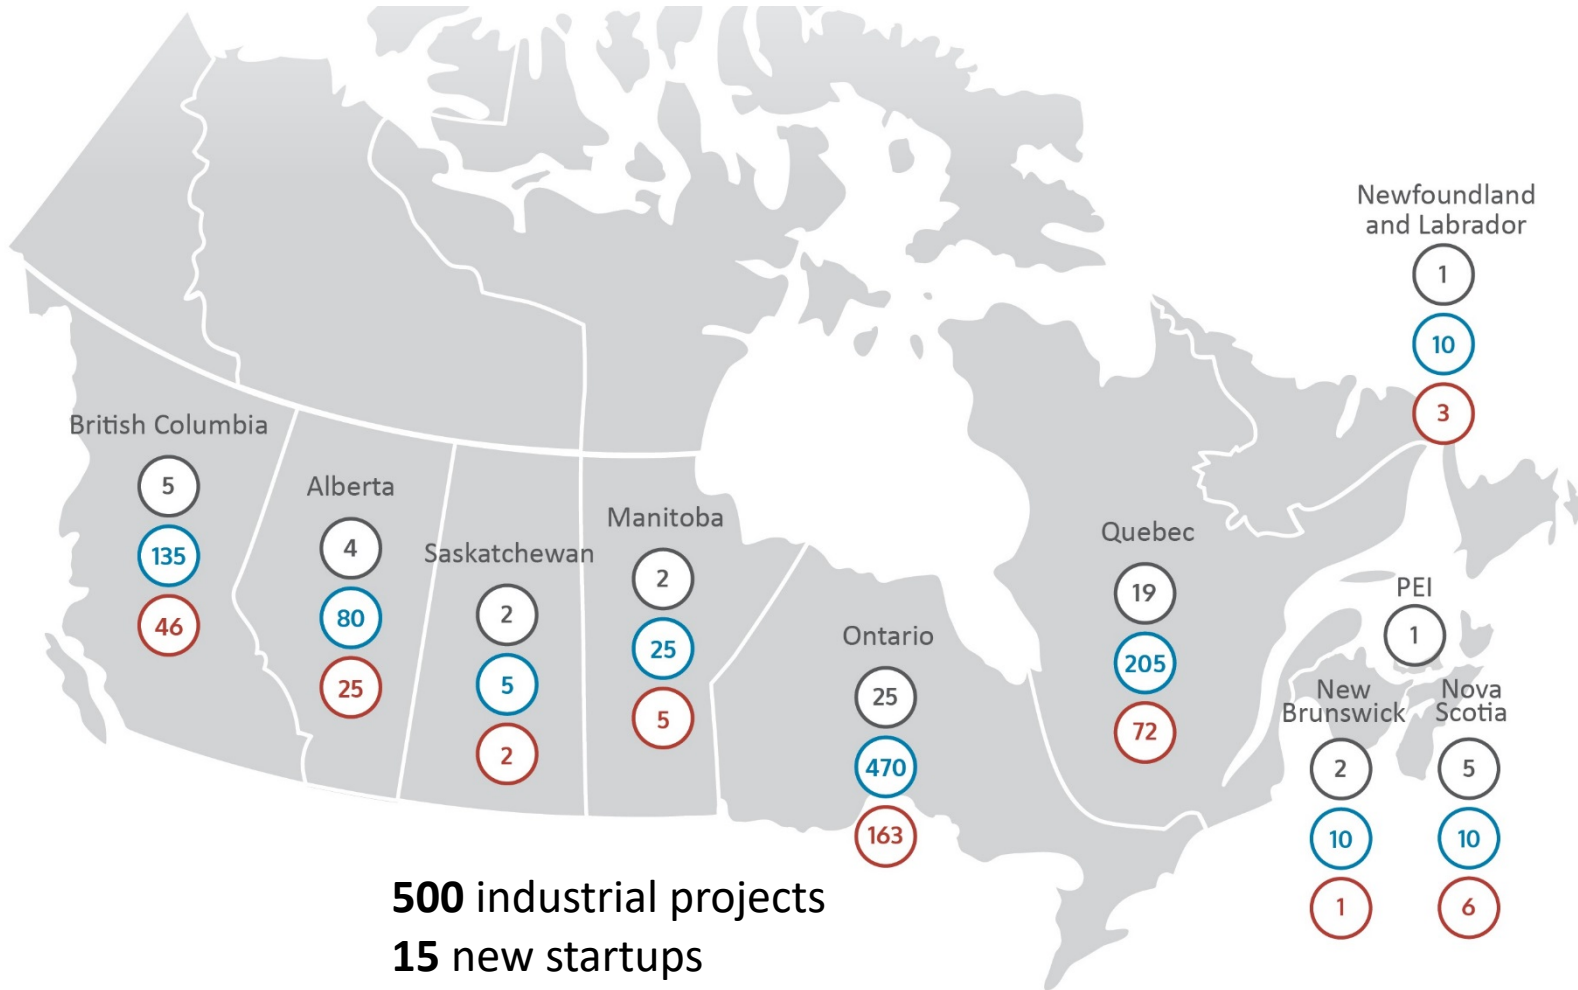 Newfoundland
and Labrador
1
10
3
British Columbia
5
135
46
Alberta
4
80
25
Saskatchewan
2
5
2
Manitoba
2
25
5
Ontario
25
470
163
Quebec
19
205
72
PEI
1
New
Brunswick
2
10
1
Nova
Scotia
5
10
6
500 industrial projects
15 new startups